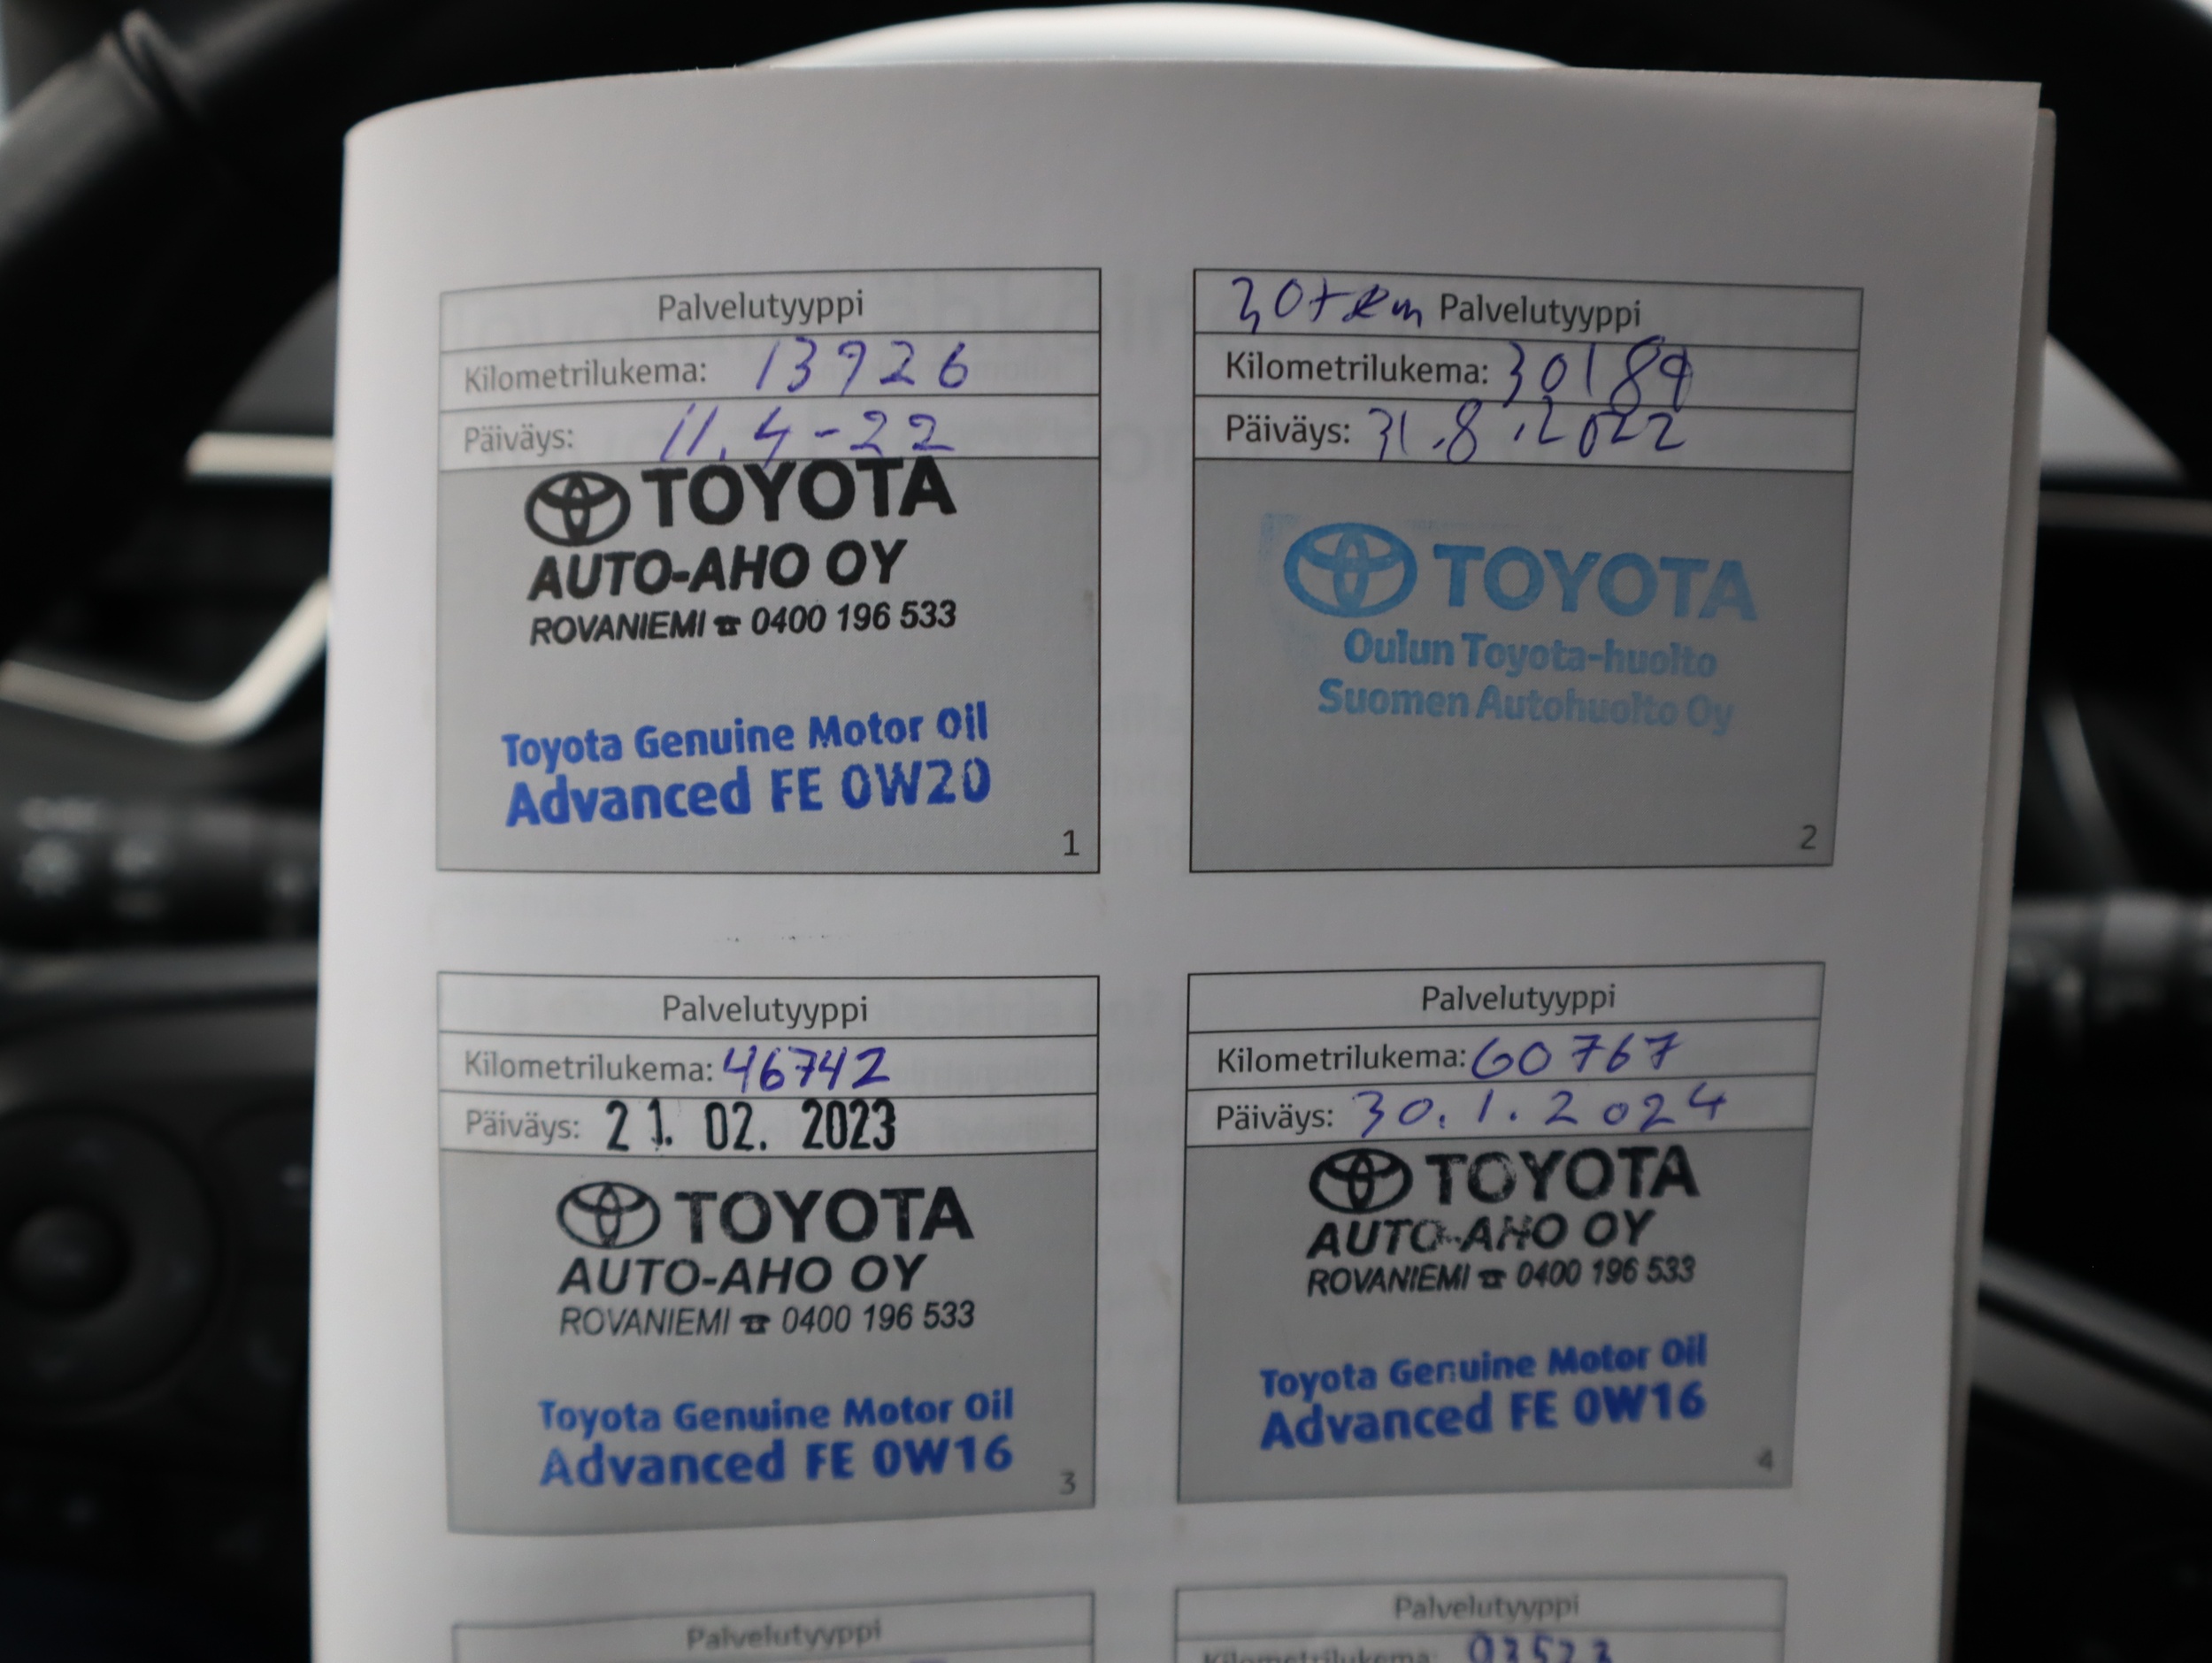 Palvelutyyppi
Kilometrilukema: 13926
Päiväys: 11.4-22
TOYOTA
AUTO-AHO OY
ROVANIEMI ☎ 0400 196 533
Toyota Genuine Motor Oil
Advanced FE 0W20
1
30tkm Palvelutyyppi
Kilometrilukema: 30189
Päiväys: 31.8.2022
TOYOTA
Oulun Toyota-huolto
Suomen Autohuolto Oy
2
Palvelutyyppi
Kilometrilukema: 46742
Päiväys: 21. 02. 2023
TOYOTA
AUTO-AHO OY
ROVANIEMI ☎ 0400 196 533
Toyota Genuine Motor Oil
Advanced FE 0W16
3
Palvelutyyppi
Kilometrilukema: 60767
Päiväys: 30.1.2024
TOYOTA
AUTO-AHO OY
ROVANIEMI ☎ 0400 196 533
Toyota Genuine Motor Oil
Advanced FE 0W16
4
Palvelutyyppi
Palvelutyyppi
Kilometrilukema: